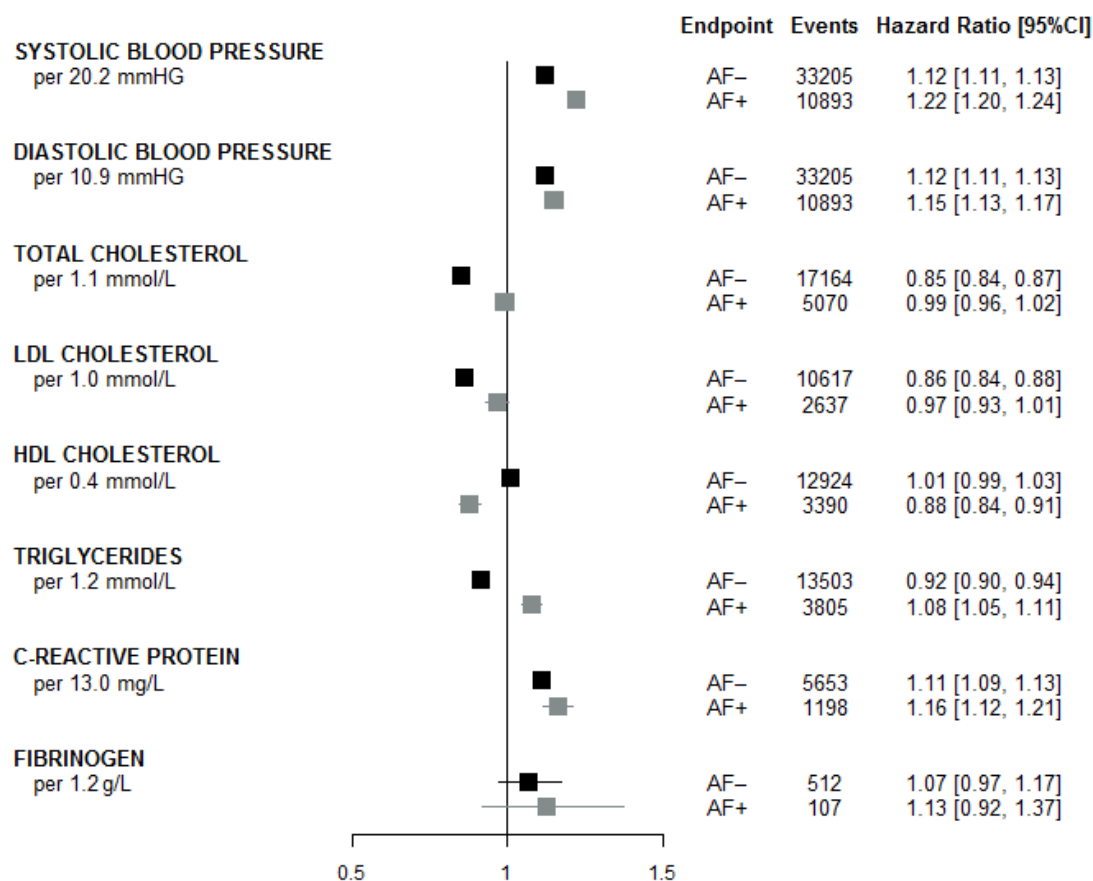 Endpoint Events Hazard Ratio [95%CI]
SYSTOLIC BLOOD PRESSURE
per 20.2 mmHG AF– 33205 1.12 [1.11, 1.13]
AF+ 10893 1.22 [1.20, 1.24]
DIASTOLIC BLOOD PRESSURE
per 10.9 mmHG AF– 33205 1.12 [1.11, 1.13]
AF+ 10893 1.15 [1.13, 1.17]
TOTAL CHOLESTEROL
per 1.1 mmol/L AF– 17164 0.85 [0.84, 0.87]
AF+ 5070 0.99 [0.96, 1.02]
LDL CHOLESTEROL
per 1.0 mmol/L AF– 10617 0.86 [0.84, 0.88]
AF+ 2637 0.97 [0.93, 1.01]
HDL CHOLESTEROL
per 0.4 mmol/L AF– 12924 1.01 [0.99, 1.03]
AF+ 3390 0.88 [0.84, 0.91]
TRIGLYCERIDES
per 1.2 mmol/L AF– 13503 0.92 [0.90, 0.94]
AF+ 3805 1.08 [1.05, 1.11]
C-REACTIVE PROTEIN
per 13.0 mg/L AF– 5653 1.11 [1.09, 1.13]
AF+ 1198 1.16 [1.12, 1.21]
FIBRINOGEN
per 1.2 g/L AF– 512 1.07 [0.97, 1.17]
AF+ 107 1.13 [0.92, 1.37]
0.5 1 1.5